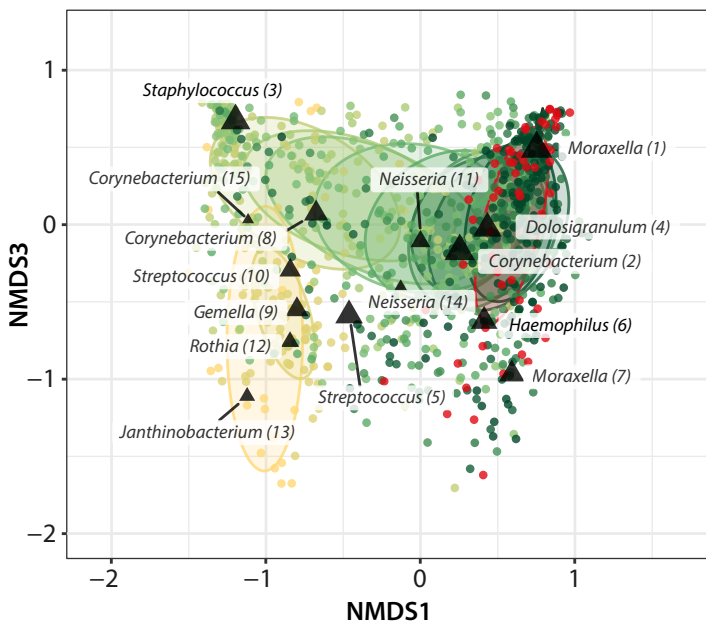 1
0
−1
−2
NMDS3
Staphylococcus (3)
Moraxella (1)
Corynebacterium (15)
Neisseria (11)
Corynebacterium (8)
Dolosigranulum (4)
Streptococcus (10)
Corynebacterium (2)
Gemella (9)
Neisseria (14)
Haemophilus (6)
Rothia (12)
Moraxella (7)
Streptococcus (5)
Janthinobacterium (13)
−2
−1
0
1
NMDS1